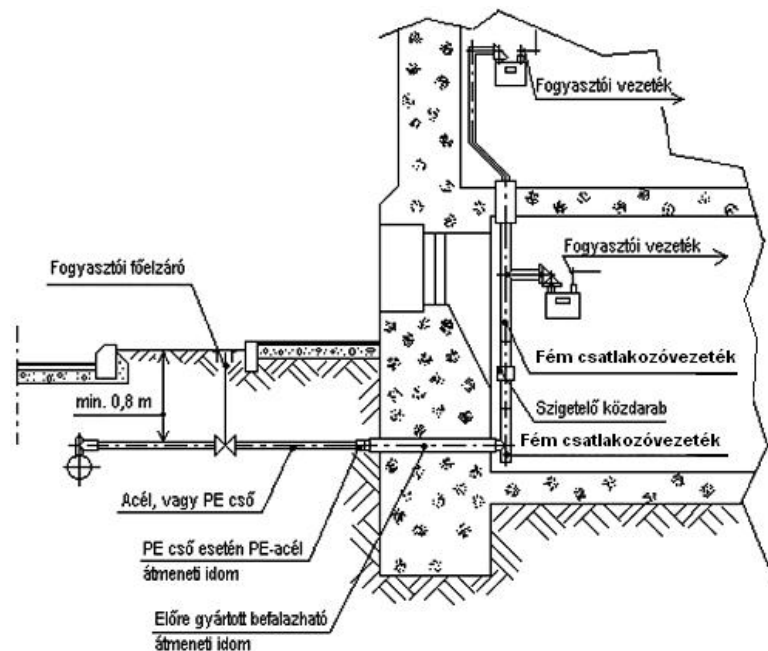 Fogyasztói vezeték
Fogyasztói vezeték
Fogyasztói főelzáró
Fém csatlakozóvezeték
min. 0,8 m
Szigetelő közdarab
Fém csatlakozóvezeték
Acél, vagy PE cső
PE cső esetén PE-acél
átmeneti idom
Előre gyártott befalazható
átmeneti idom